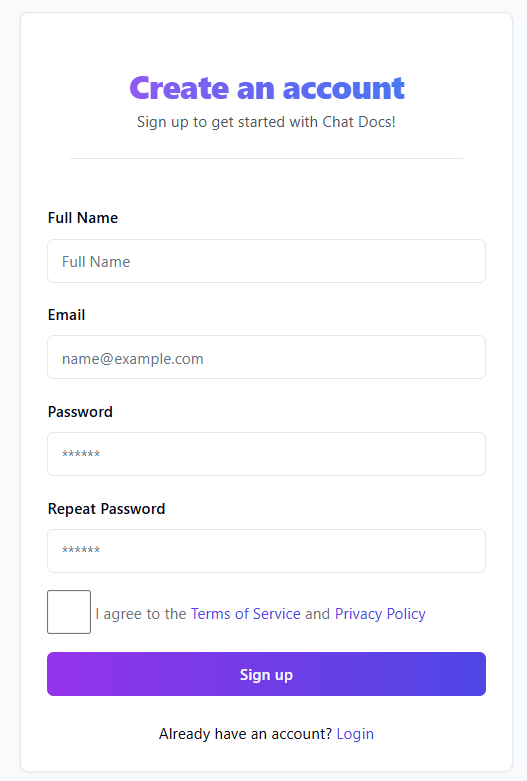 Create an account
Sign up to get started with Chat Docs!
Full Name
Full Name
Email
name@example.com
Password
******
Repeat Password
******
I agree to the Terms of Service and Privacy Policy
Sign up
Already have an account? Login